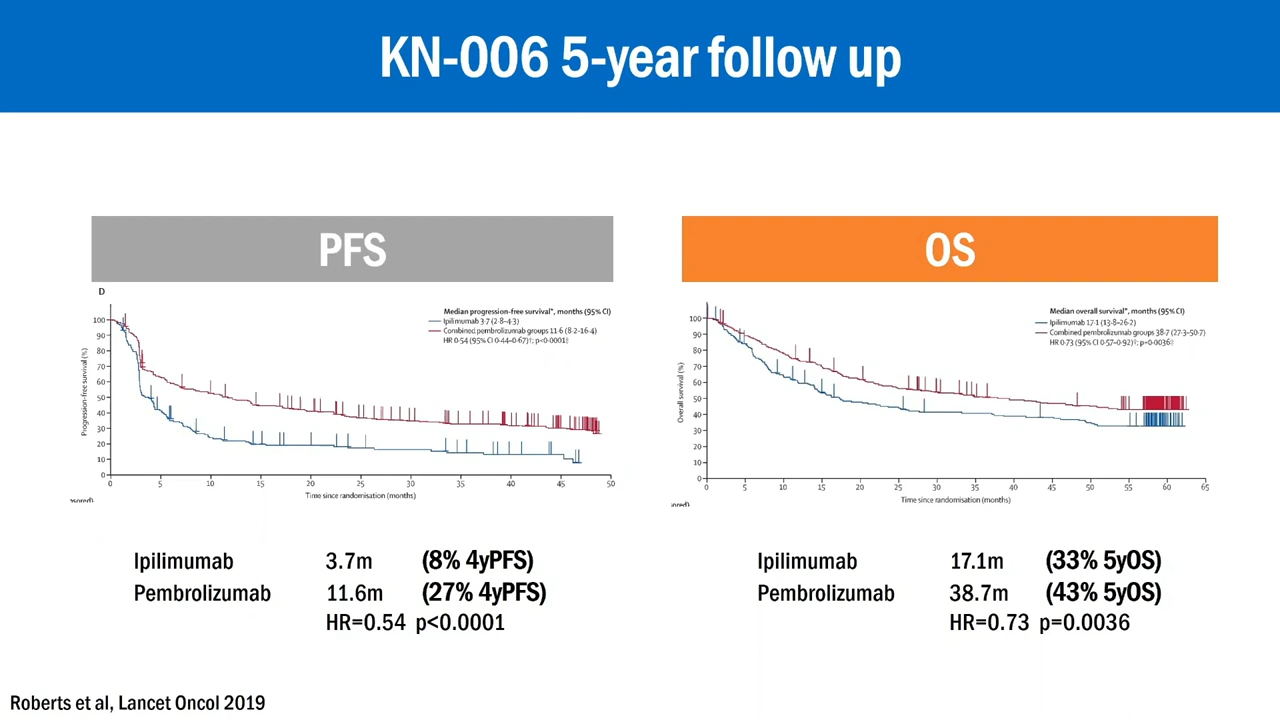 KN-006 5-year follow up
PFS
OS
D
Median progression-free survival*, months (95% CI)
Ipilimumab 3·7 (2·8–4·3)
Combined pembrolizumab groups 11·6 (8·2–16·4)
HR 0·54 (95% CI 0·44–0·67)†; p<0·0001‡
Progression-free survival (%)
100
90
80
70
60
50
40
30
20
10
0
0 5 10 15 20 25 30 35 40 45 50
Time since randomisation (months)
Median overall survival*, months (95% CI)
Ipilimumab 17·1 (13·8–26·2)
Combined pembrolizumab groups 38·7 (27·3–50·7)
HR 0·73 (95% CI 0·57–0·92)†; p=0·0036‡
Overall survival (%)
100
90
80
70
60
50
40
30
20
10
0
0 5 10 15 20 25 30 35 40 45 50 55 60 65
Time since randomisation (months)
Ipilimumab 3.7m (8% 4yPFS)
Pembrolizumab 11.6m (27% 4yPFS)
HR=0.54 p<0.0001
Ipilimumab 17.1m (33% 5yOS)
Pembrolizumab 38.7m (43% 5yOS)
HR=0.73 p=0.0036
Roberts et al, Lancet Oncol 2019